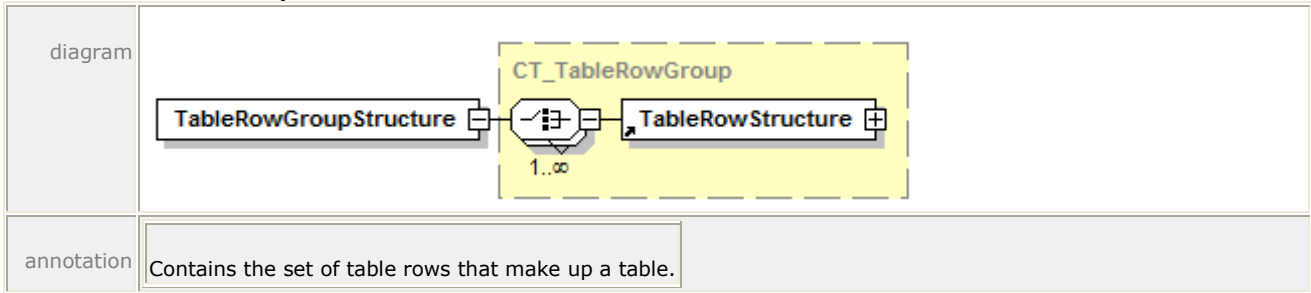 diagram
CT_TableRowGroup
TableRowGroupStructure
TableRowStructure
1..∞
annotation
Contains the set of table rows that make up a table.